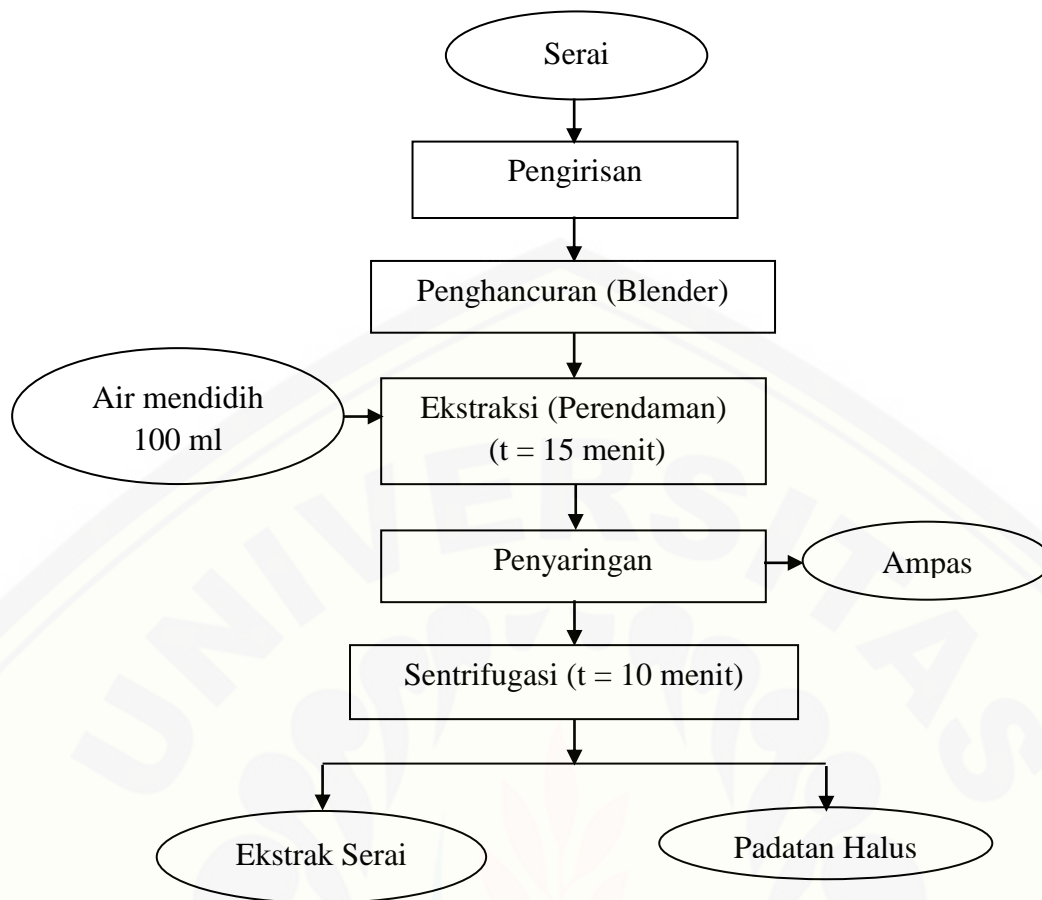 Serai
Pengirisan
Penghancuran (Blender)
Air mendidih
100 ml
Ekstraksi (Perendaman)
(t = 15 menit)
Penyaringan
Ampas
Sentrifugasi (t = 10 menit)
Ekstrak Serai
Padatan Halus
UNIVERSITAS